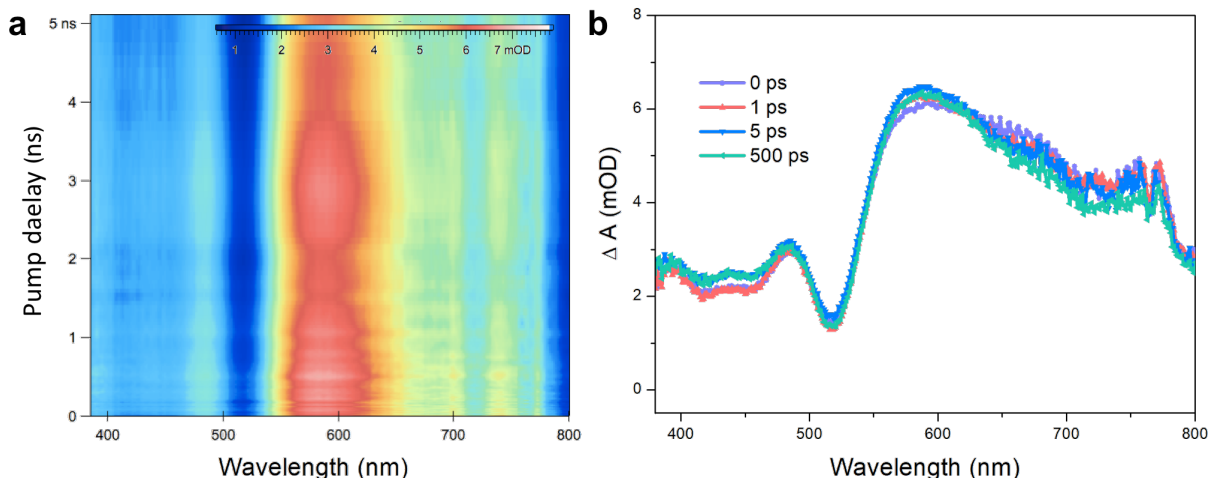 a
5 ns
1 2 3 4 5 6 7 mOD
4
3
2
1
0
Pump daelay (ns)
400 500 600 700 800
Wavelength (nm)
b
8
6
4
2
0
Δ A (mOD)
0 ps
1 ps
5 ps
500 ps
400 500 600 700 800
Wavelength (nm)